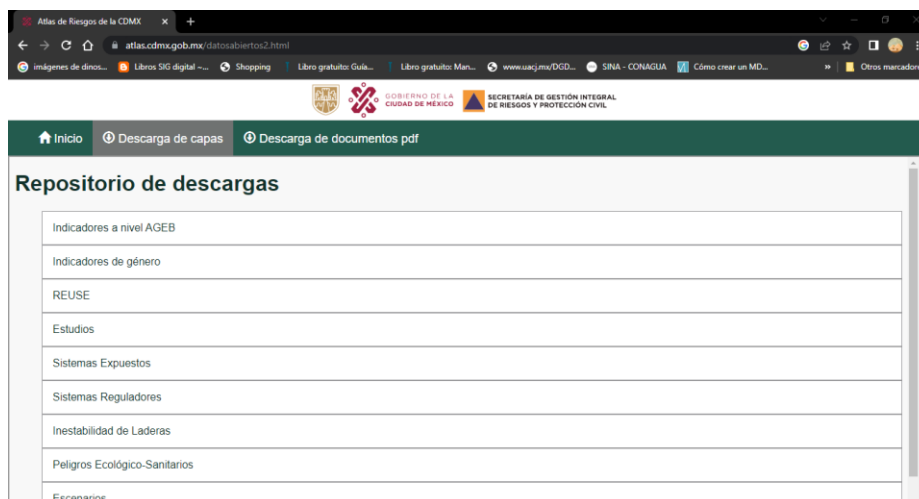 Atlas de Riesgos de la CDMX
atlas.cdmx.gob.mx/datosabiertos2.html
imágenes de dinos... Libros SIG digital –... Shopping Libro gratuito: Guía... Libro gratuito: Man... www.uacj.mx/DGD... SINA - CONAGUA Cómo crear un MD... » Otros marcadore
GOBIERNO DE LA
CIUDAD DE MÉXICO
SECRETARÍA DE GESTIÓN INTEGRAL
DE RIESGOS Y PROTECCIÓN CIVIL
Inicio Descarga de capas Descarga de documentos pdf
Repositorio de descargas
Indicadores a nivel AGEB
Indicadores de género
REUSE
Estudios
Sistemas Expuestos
Sistemas Reguladores
Inestabilidad de Laderas
Peligros Ecológico-Sanitarios
Escenarios